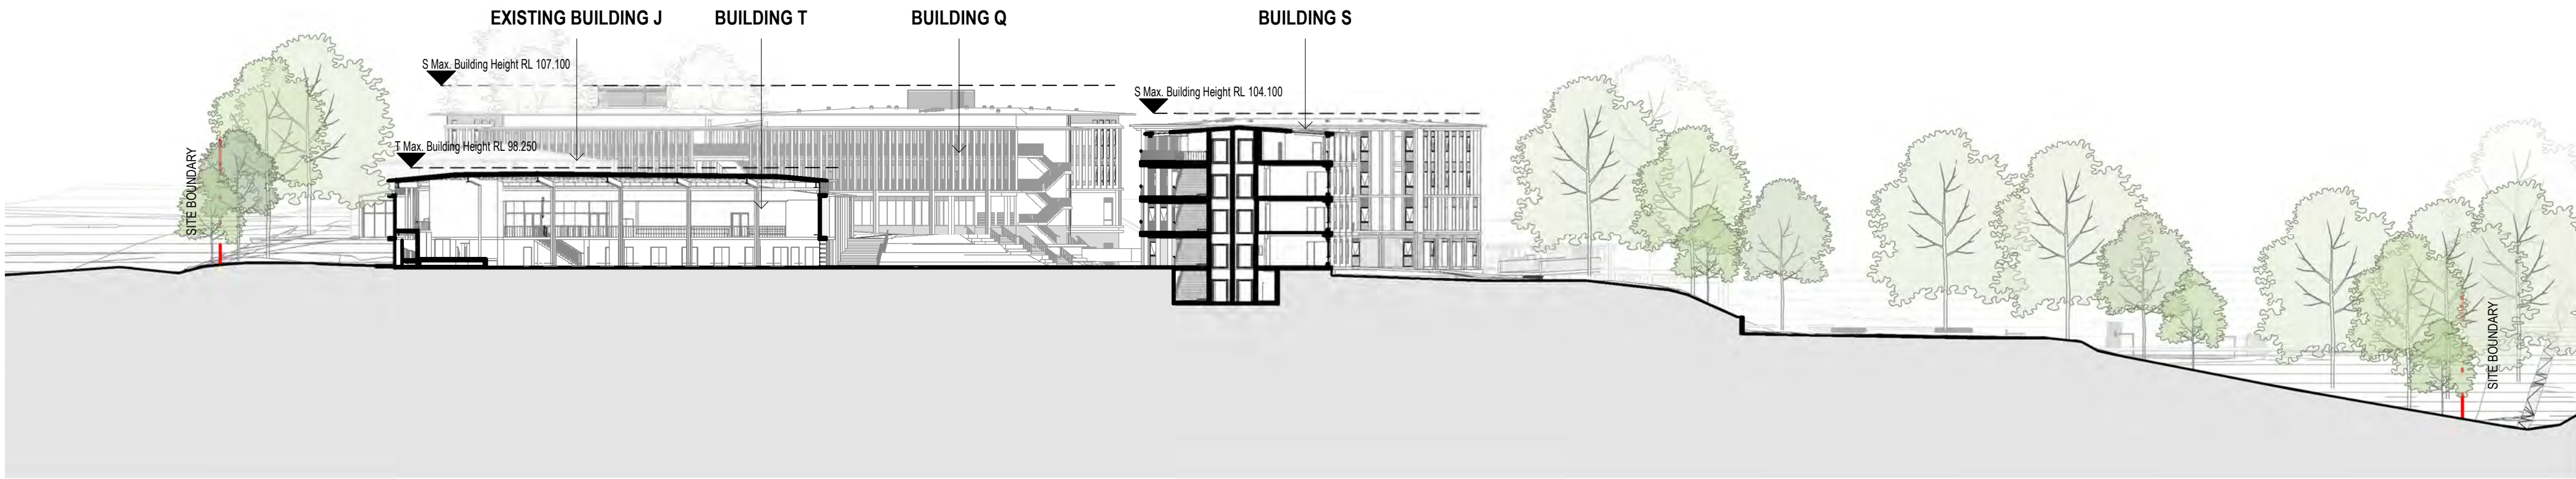 EXISTING BUILDING J
BUILDING T
BUILDING Q
BUILDING S
S Max. Building Height RL 107.100
S Max. Building Height RL 104.100
T Max. Building Height RL 98.250
SITE BOUNDARY
SITE BOUNDARY